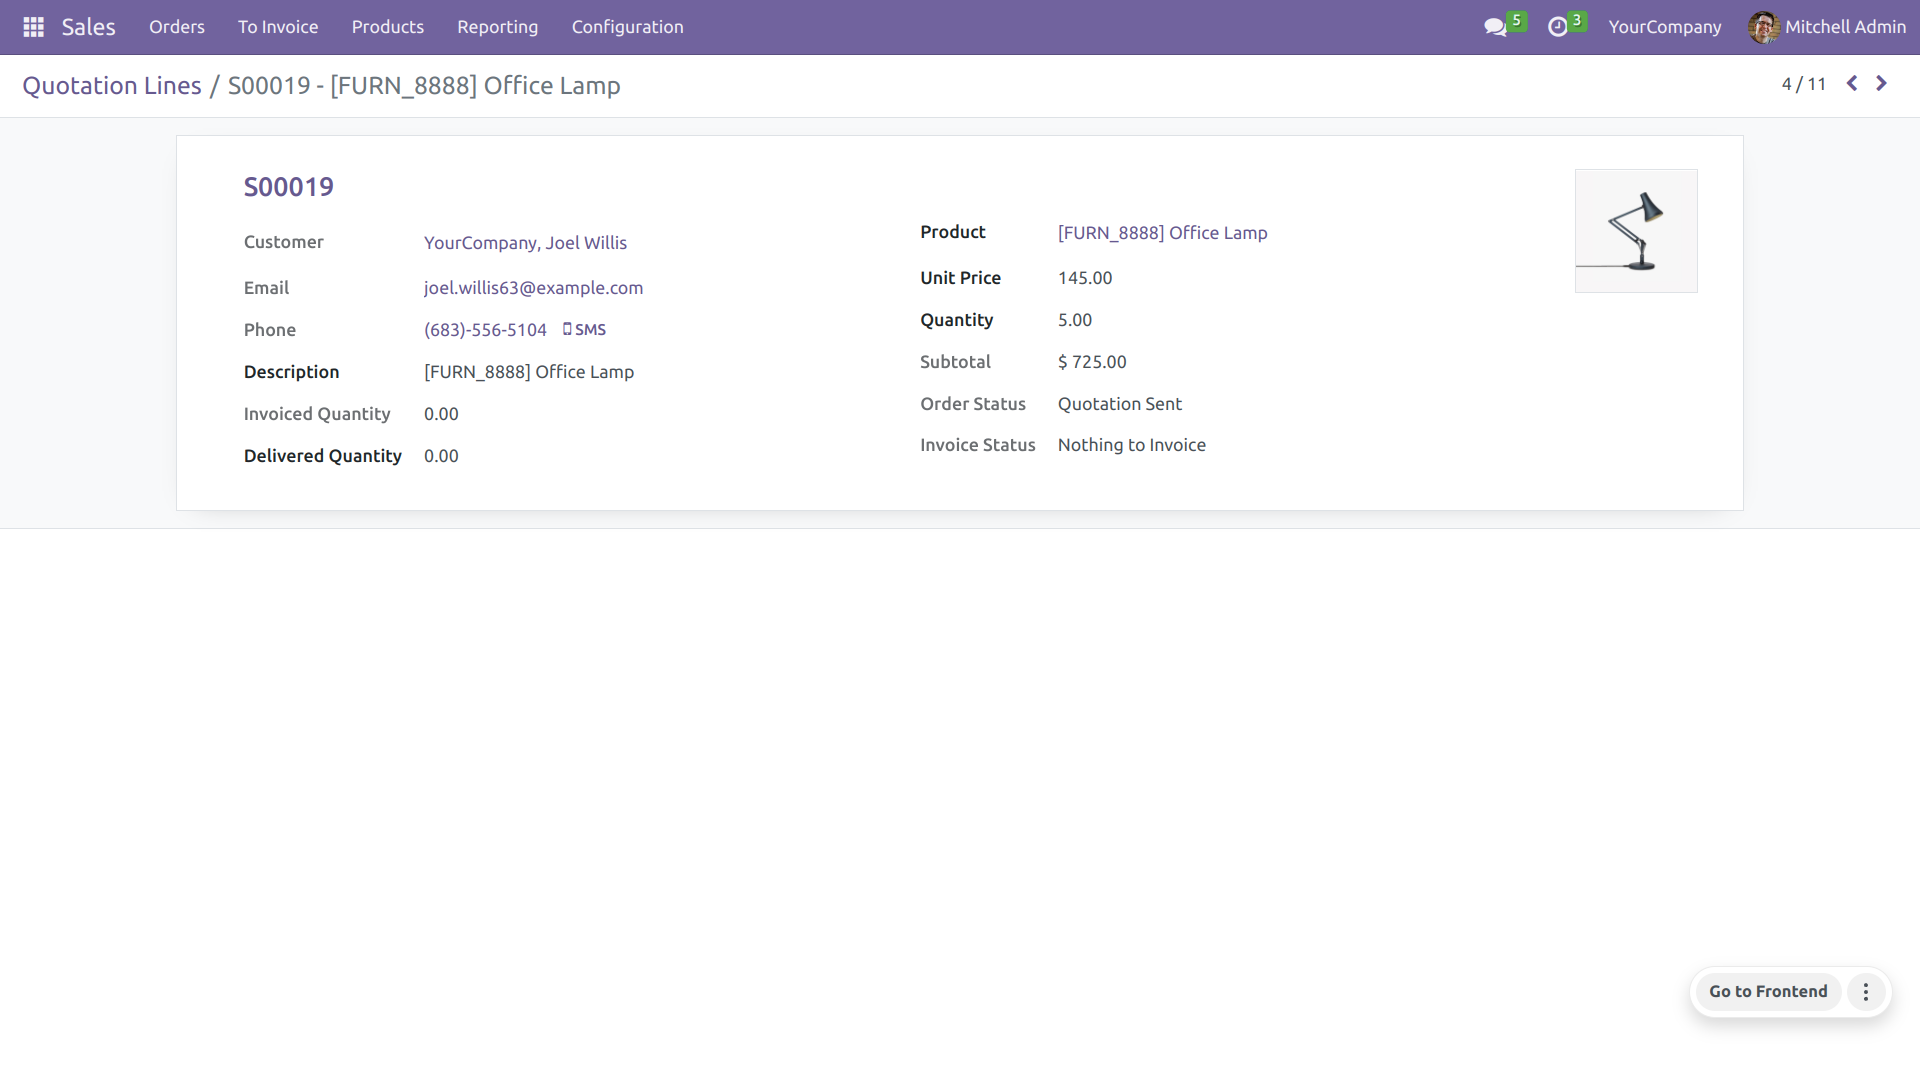 Sales Orders To Invoice Products Reporting Configuration 5 3 YourCompany Mitchell Admin
Quotation Lines / S00019 - [FURN_8888] Office Lamp 4 / 11
S00019
Customer YourCompany, Joel Willis
Email joel.willis63@example.com
Phone (683)-556-5104 SMS
Description [FURN_8888] Office Lamp
Invoiced Quantity 0.00
Delivered Quantity 0.00
Product [FURN_8888] Office Lamp
Unit Price 145.00
Quantity 5.00
Subtotal $ 725.00
Order Status Quotation Sent
Invoice Status Nothing to Invoice
Go to Frontend